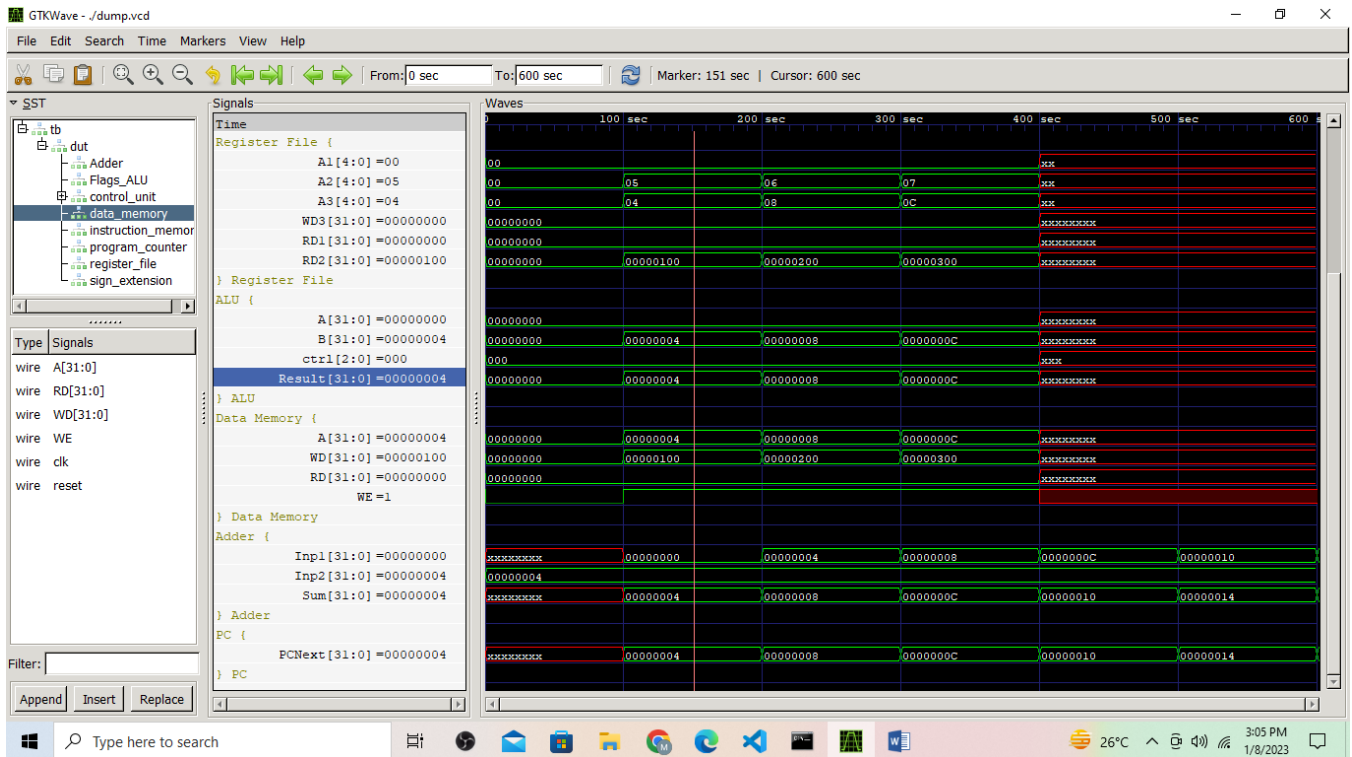 GTKWave - ./dump.vcd
File Edit Search Time Markers View Help
From: 0 sec To: 600 sec Marker: 151 sec | Cursor: 600 sec
SST
tb
dut
Adder
Flags_ALU
control_unit
data_memory
instruction_memor
program_counter
register_file
sign_extension
Type Signals
wire A[31:0]
wire RD[31:0]
wire WD[31:0]
wire WE
wire clk
wire reset
Filter:
Append Insert Replace
Signals
Time
Register File {
A1[4:0] =00
A2[4:0] =05
A3[4:0] =04
WD3[31:0] =00000000
RD1[31:0] =00000000
RD2[31:0] =00000100
} Register File
ALU {
A[31:0] =00000000
B[31:0] =00000004
ctrl[2:0] =000
Result[31:0] =00000004
} ALU
Data Memory {
A[31:0] =00000004
WD[31:0] =00000100
RD[31:0] =00000000
WE =1
} Data Memory
Adder {
Inp1[31:0] =00000000
Inp2[31:0] =00000004
Sum[31:0] =00000004
} Adder
PC {
PCNext[31:0] =00000004
} PC
Waves
100 sec 200 sec 300 sec 400 sec 500 sec 600 s
00 xx
00 05 06 07 xx
00 04 08 0C xx
00000000 xxxxxxxx
00000000 xxxxxxxx
00000000 00000100 00000200 00000300 xxxxxxxx
00000000 xxxxxxxx
00000000 00000004 00000008 0000000C xxxxxxxx
000 xxx
00000000 00000004 00000008 0000000C xxxxxxxx
00000000 00000004 00000008 0000000C xxxxxxxx
00000000 00000100 00000200 00000300 xxxxxxxx
00000000 xxxxxxxx
xxxxxxxx 00000000 00000004 00000008 0000000C 00000010
00000004
xxxxxxxx 00000004 00000008 0000000C 00000010 00000014
xxxxxxxx 00000004 00000008 0000000C 00000010 00000014
Type here to search
26°C
3:05 PM
1/8/2023